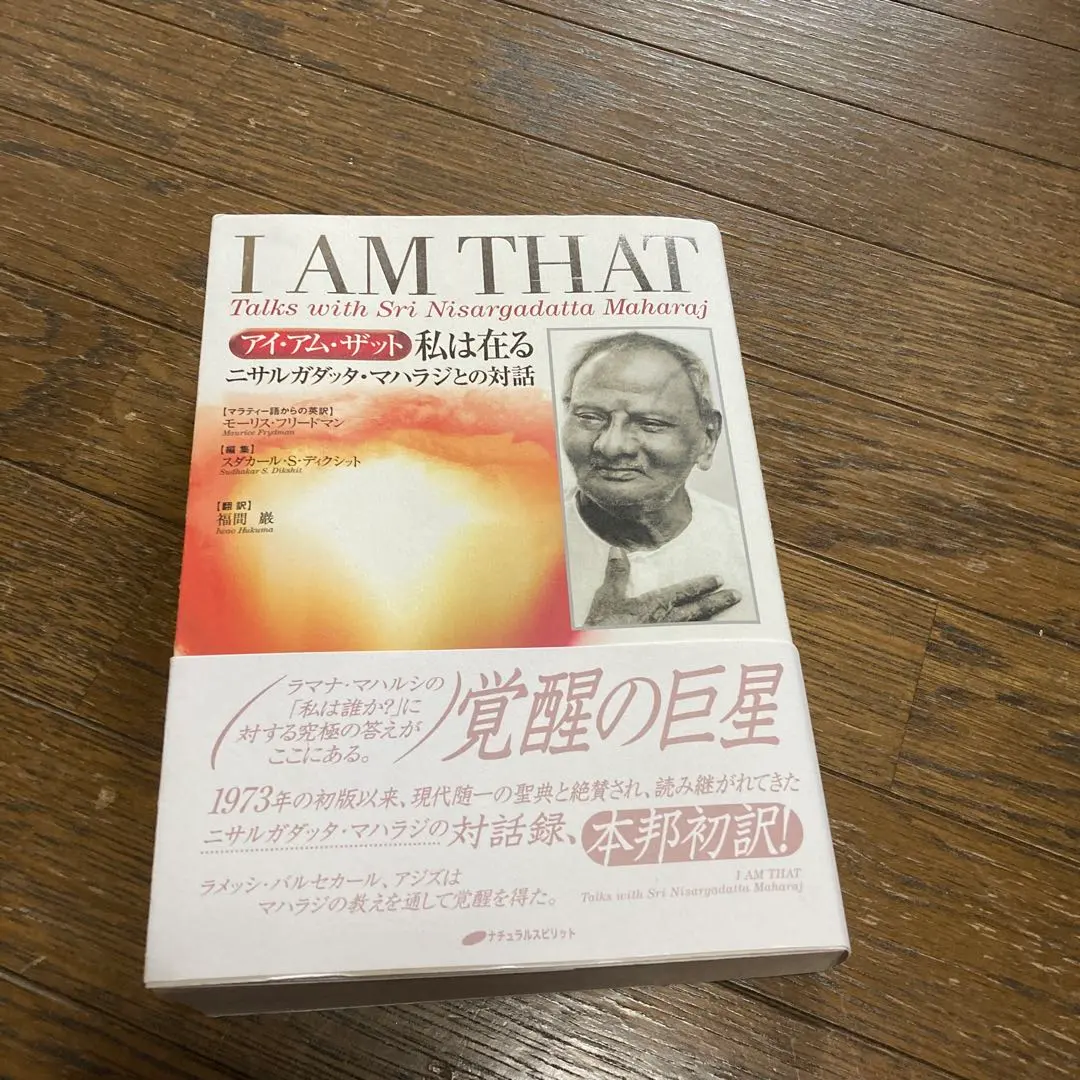 I AM THAT
Talks with Sri Nisargadatta Maharaj
アイ・アム・ザット 私は在る
ニサルガダッタ・マハラジとの対話
【マラティー語からの英訳】
モーリス・フリードマン
Maurice Frydman
【編集】
スダカール・S・ディクシット
Sudhakar S. Dikshit
【翻訳】
福間 巖
Iwao Hukuma
ラマナ・マハルシの
「私は誰か?」に
対する究極の答えが
ここにある。
覚醒の巨星
1973年の初版以来、現代随一の聖典と絶賛され、読み継がれてきた
ニサルガダッタ・マハラジの対話録、本邦初訳!
I AM THAT
Talks with Sri Nisargadatta Maharaj
ラメッシ・バルセカール、アジズは
マハラジの教えを通して覚醒を得た。
ナチュラルスピリット